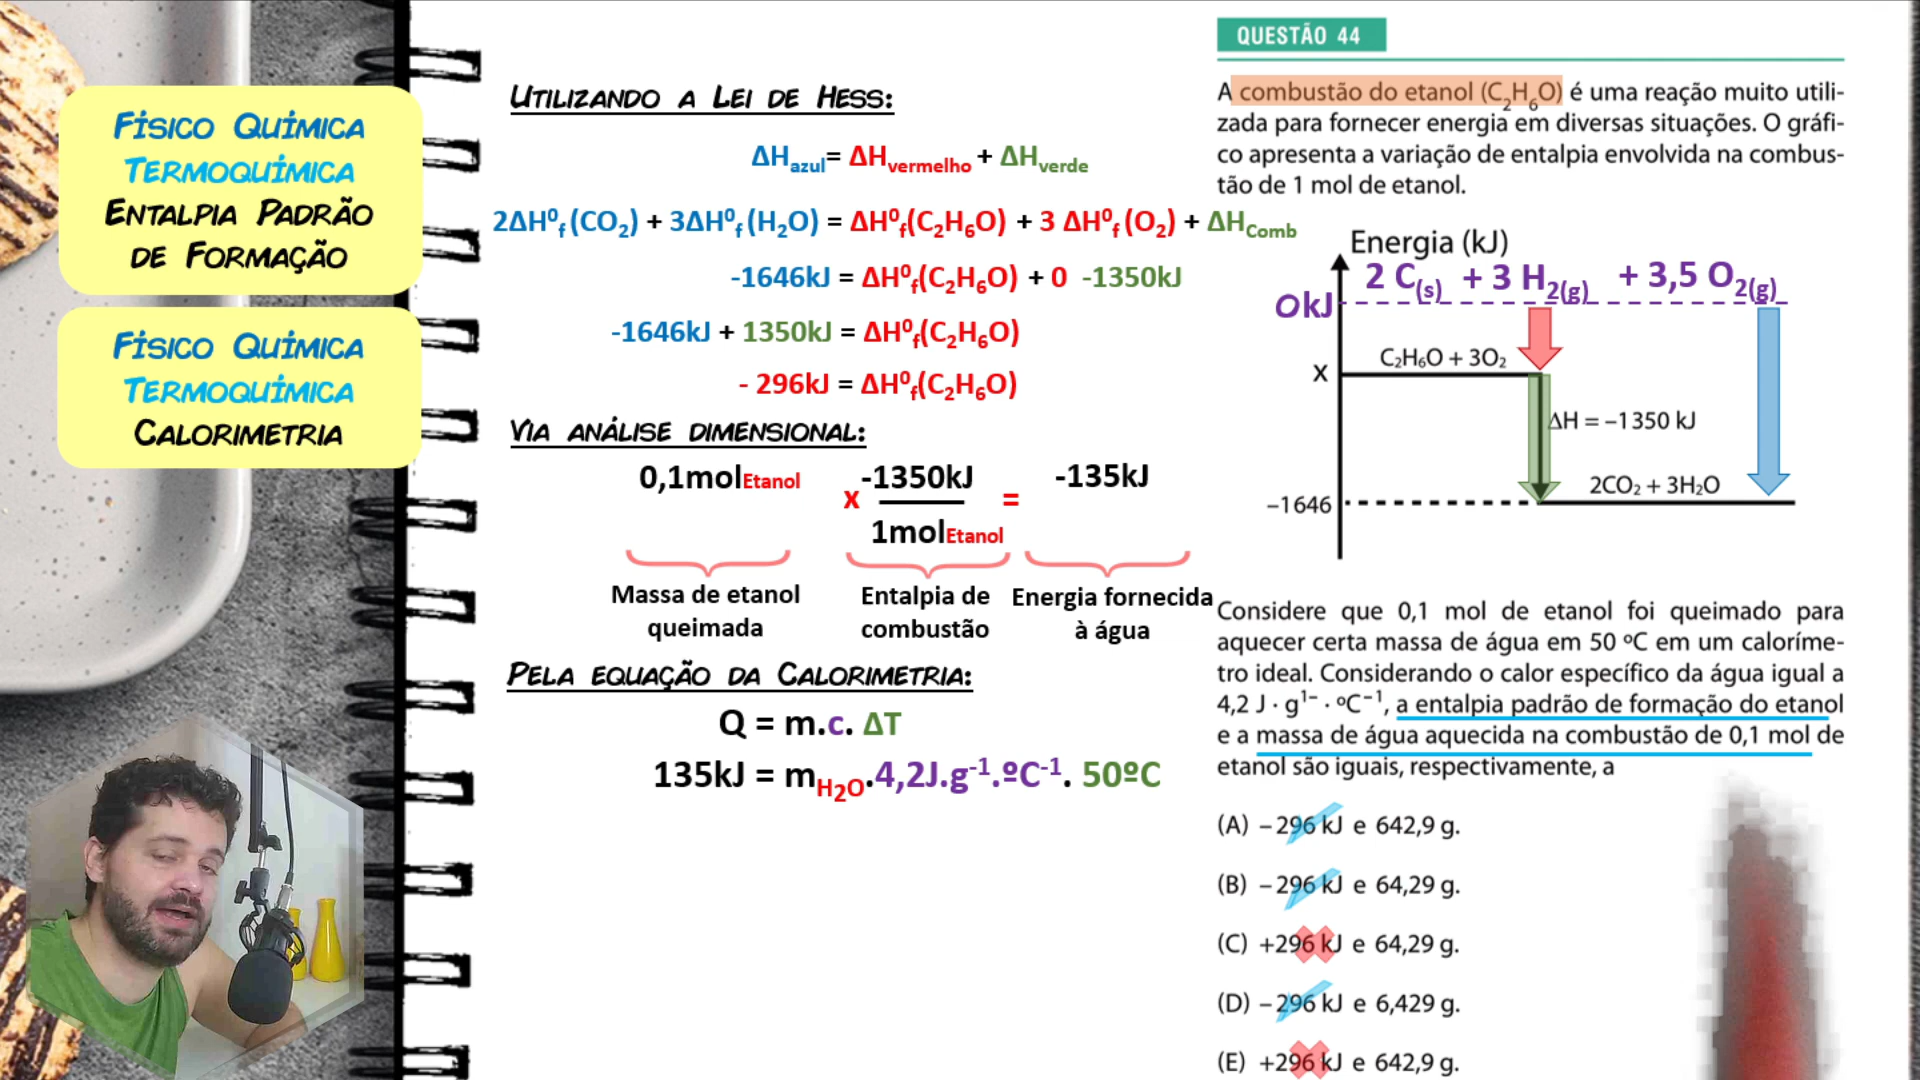 FÍSICO QUÍMICA
TERMOQUÍMICA
ENTALPIA PADRÃO
DE FORMAÇÃO
FÍSICO QUÍMICA
TERMOQUÍMICA
CALORIMETRIA
UTILIZANDO A LEI DE HESS:
ΔHazul= ΔHvermelho + ΔHverde
2ΔH⁰f (CO₂) + 3ΔH⁰f (H₂O) = ΔH⁰f(C₂H₆O) + 3 ΔH⁰f (O₂) + ΔHComb
-1646kJ = ΔH⁰f(C₂H₆O) + 0 -1350kJ
-1646kJ + 1350kJ = ΔH⁰f(C₂H₆O)
- 296kJ = ΔH⁰f(C₂H₆O)
VIA ANÁLISE DIMENSIONAL:
0,1molEtanol x -1350kJ = -135kJ
1molEtanol
Massa de etanol queimada
Entalpia de combustão
Energia fornecida à água
PELA EQUAÇÃO DA CALORIMETRIA:
Q = m.c. ΔT
135kJ = mH2O.4,2J.g⁻¹.ºC⁻¹. 50ºC
QUESTÃO 44
A combustão do etanol (C₂H₆O) é uma reação muito utili-
zada para fornecer energia em diversas situações. O gráfi-
co apresenta a variação de entalpia envolvida na combus-
tão de 1 mol de etanol.
Energia (kJ)
2 C(s) + 3 H2(g) + 3,5 O2(g)
0kJ
C₂H₆O + 3O₂
X
ΔH = –1350 kJ
2CO₂ + 3H₂O
–1646
Considere que 0,1 mol de etanol foi queimado para
aquecer certa massa de água em 50 ºC em um caloríme-
tro ideal. Considerando o calor específico da água igual a
4,2 J · g¹⁻ · ºC⁻¹, a entalpia padrão de formação do etanol
e a massa de água aquecida na combustão de 0,1 mol de
etanol são iguais, respectivamente, a
(A) – 296 kJ e 642,9 g.
(B) – 296 kJ e 64,29 g.
(C) +296 kJ e 64,29 g.
(D) – 296 kJ e 6,429 g.
(E) +296 kJ e 642,9 g.